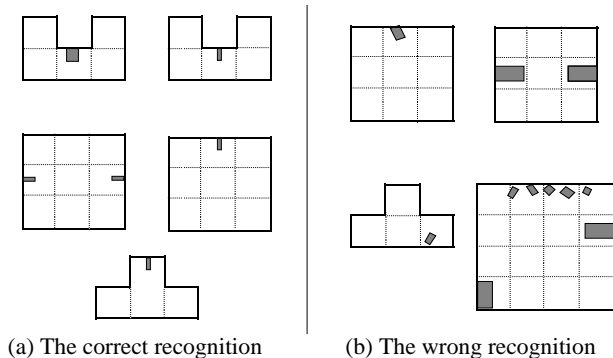 (a) The correct recognition
(b) The wrong recognition